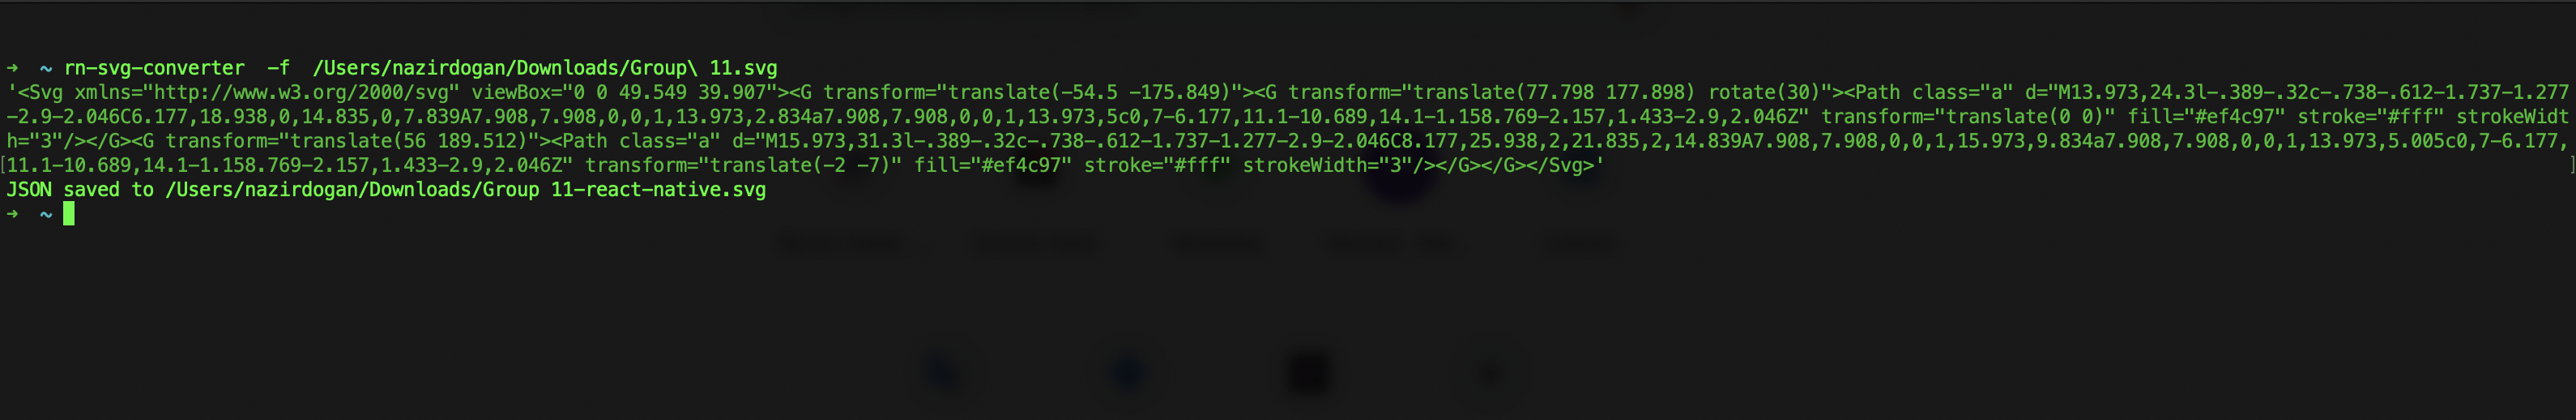 ➜  ~ rn-svg-converter  -f  /Users/nazirdogan/Downloads/Group\ 11.svg
'<Svg xmlns="http://www.w3.org/2000/svg" viewBox="0 0 49.549 39.907"><G transform="translate(-54.5 -175.849)"><G transform="translate(77.798 177.898) rotate(30)"><Path class="a" d="M13.973,24.3l-.389-.32c-.738-.612-1.737-1.277
-2.9-2.046C6.177,18.938,0,14.835,0,7.839A7.908,7.908,0,0,1,13.973,2.834a7.908,7.908,0,0,1,13.973,5c0,7-6.177,11.1-10.689,14.1-1.158.769-2.157,1.433-2.9,2.046Z" transform="translate(0 0)" fill="#ef4c97" stroke="#fff" strokeWidt
h="3"/></G><G transform="translate(56 189.512)"><Path class="a" d="M15.973,31.3l-.389-.32c-.738-.612-1.737-1.277-2.9-2.046C8.177,25.938,2,21.835,2,14.839A7.908,7.908,0,0,1,15.973,9.834a7.908,7.908,0,0,1,13.973,5.005c0,7-6.177,
[11.1-10.689,14.1-1.158.769-2.157,1.433-2.9,2.046Z" transform="translate(-2 -7)" fill="#ef4c97" stroke="#fff" strokeWidth="3"/></G></G></Svg>' ]
JSON saved to /Users/nazirdogan/Downloads/Group 11-react-native.svg
➜  ~